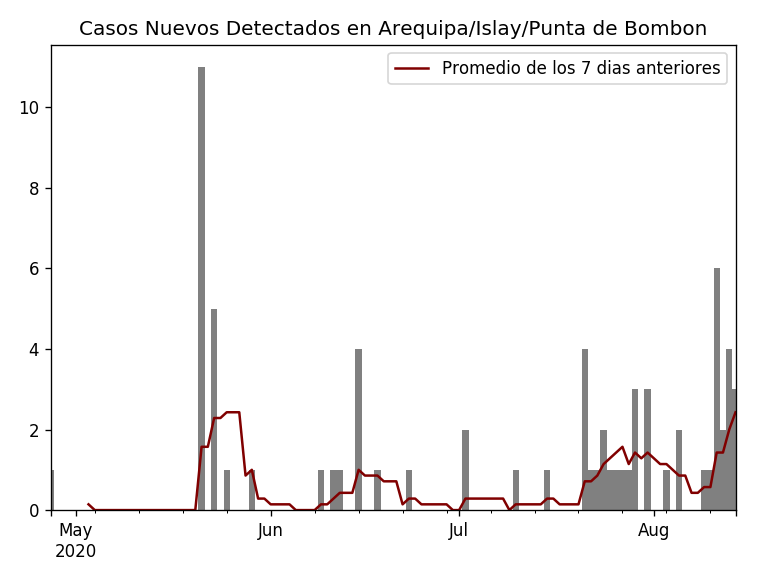 Casos Nuevos Detectados en Arequipa/Islay/Punta de Bombon
Promedio de los 7 dias anteriores
10
8
6
4
2
0
May Jun Jul Aug
2020